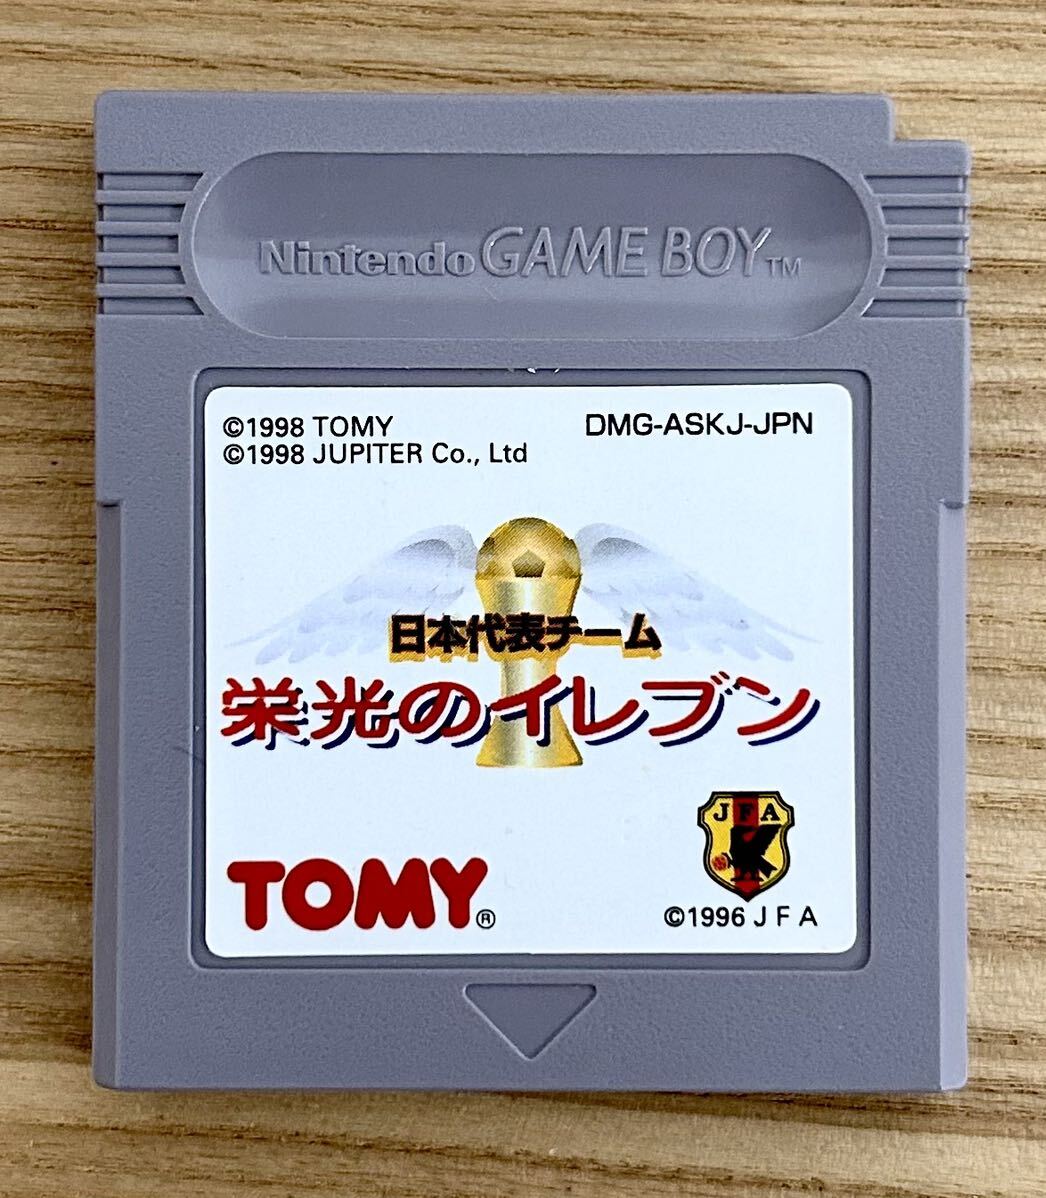 Nintendo GAME BOY™
©1998 TOMY
DMG-ASKJ-JPN
©1998 JUPITER Co., Ltd
日本代表チーム
栄光のイレブン
JFA
TOMY®
©1996 JFA